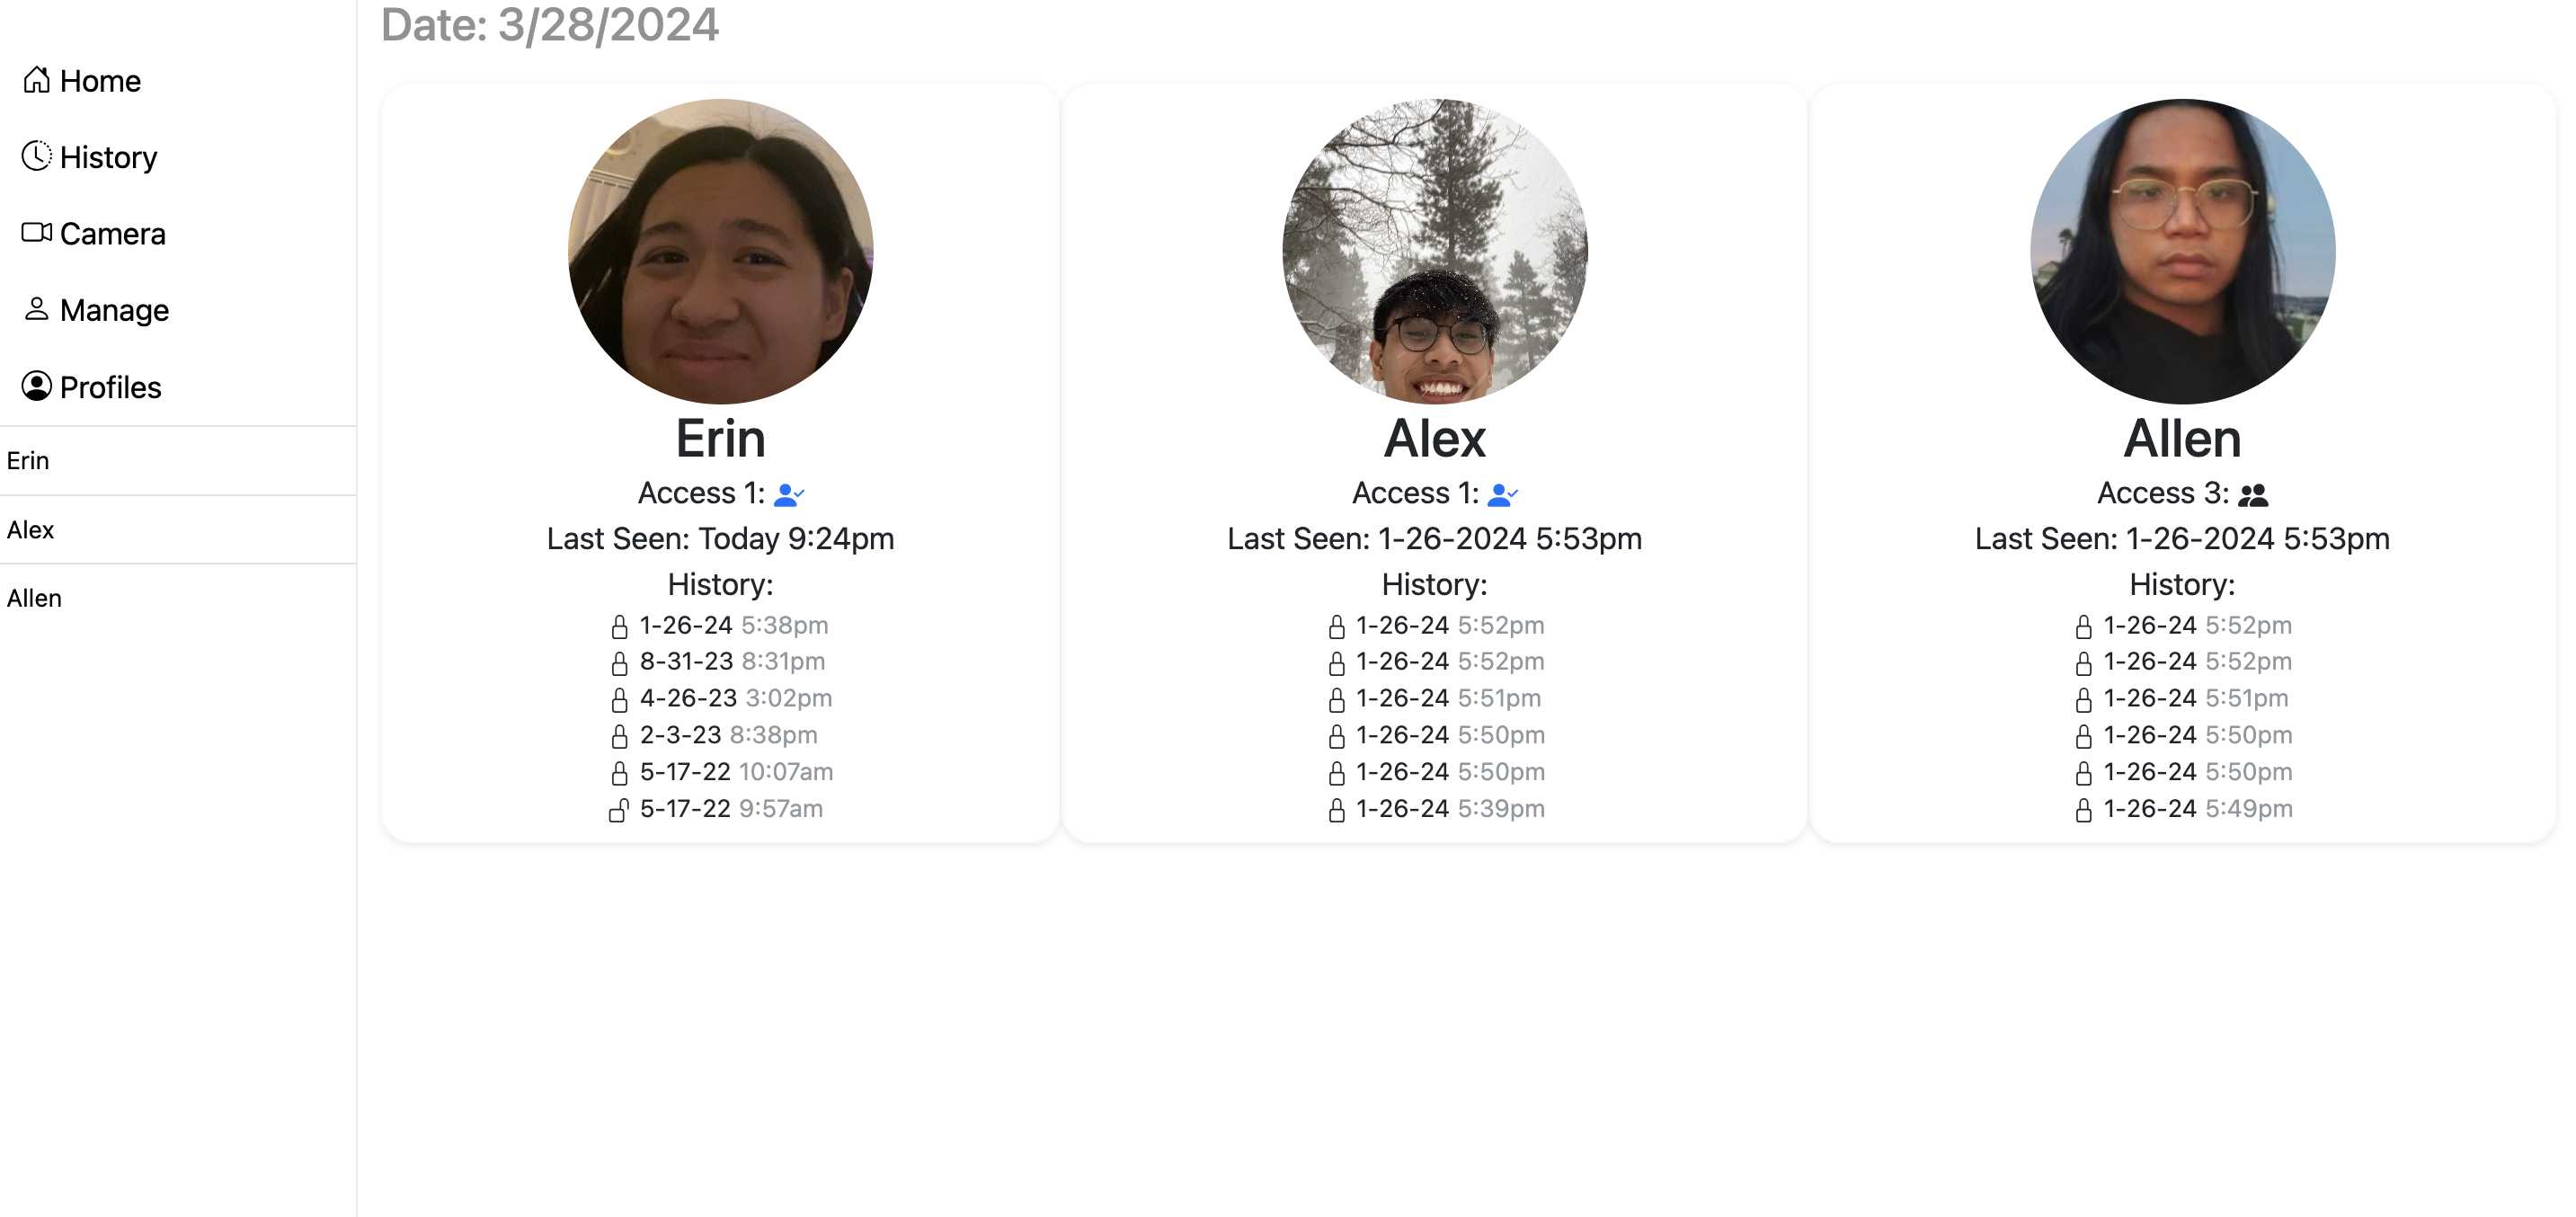 Date: 3/28/2024
Home
History
Camera
Manage
Profiles
Erin
Alex
Allen
Erin
Access 1:
Last Seen: Today 9:24pm
History:
1-26-24 5:38pm
8-31-23 8:31pm
4-26-23 3:02pm
2-3-23 8:38pm
5-17-22 10:07am
5-17-22 9:57am
Alex
Access 1:
Last Seen: 1-26-2024 5:53pm
History:
1-26-24 5:52pm
1-26-24 5:52pm
1-26-24 5:51pm
1-26-24 5:50pm
1-26-24 5:50pm
1-26-24 5:39pm
Allen
Access 3:
Last Seen: 1-26-2024 5:53pm
History:
1-26-24 5:52pm
1-26-24 5:52pm
1-26-24 5:51pm
1-26-24 5:50pm
1-26-24 5:50pm
1-26-24 5:49pm